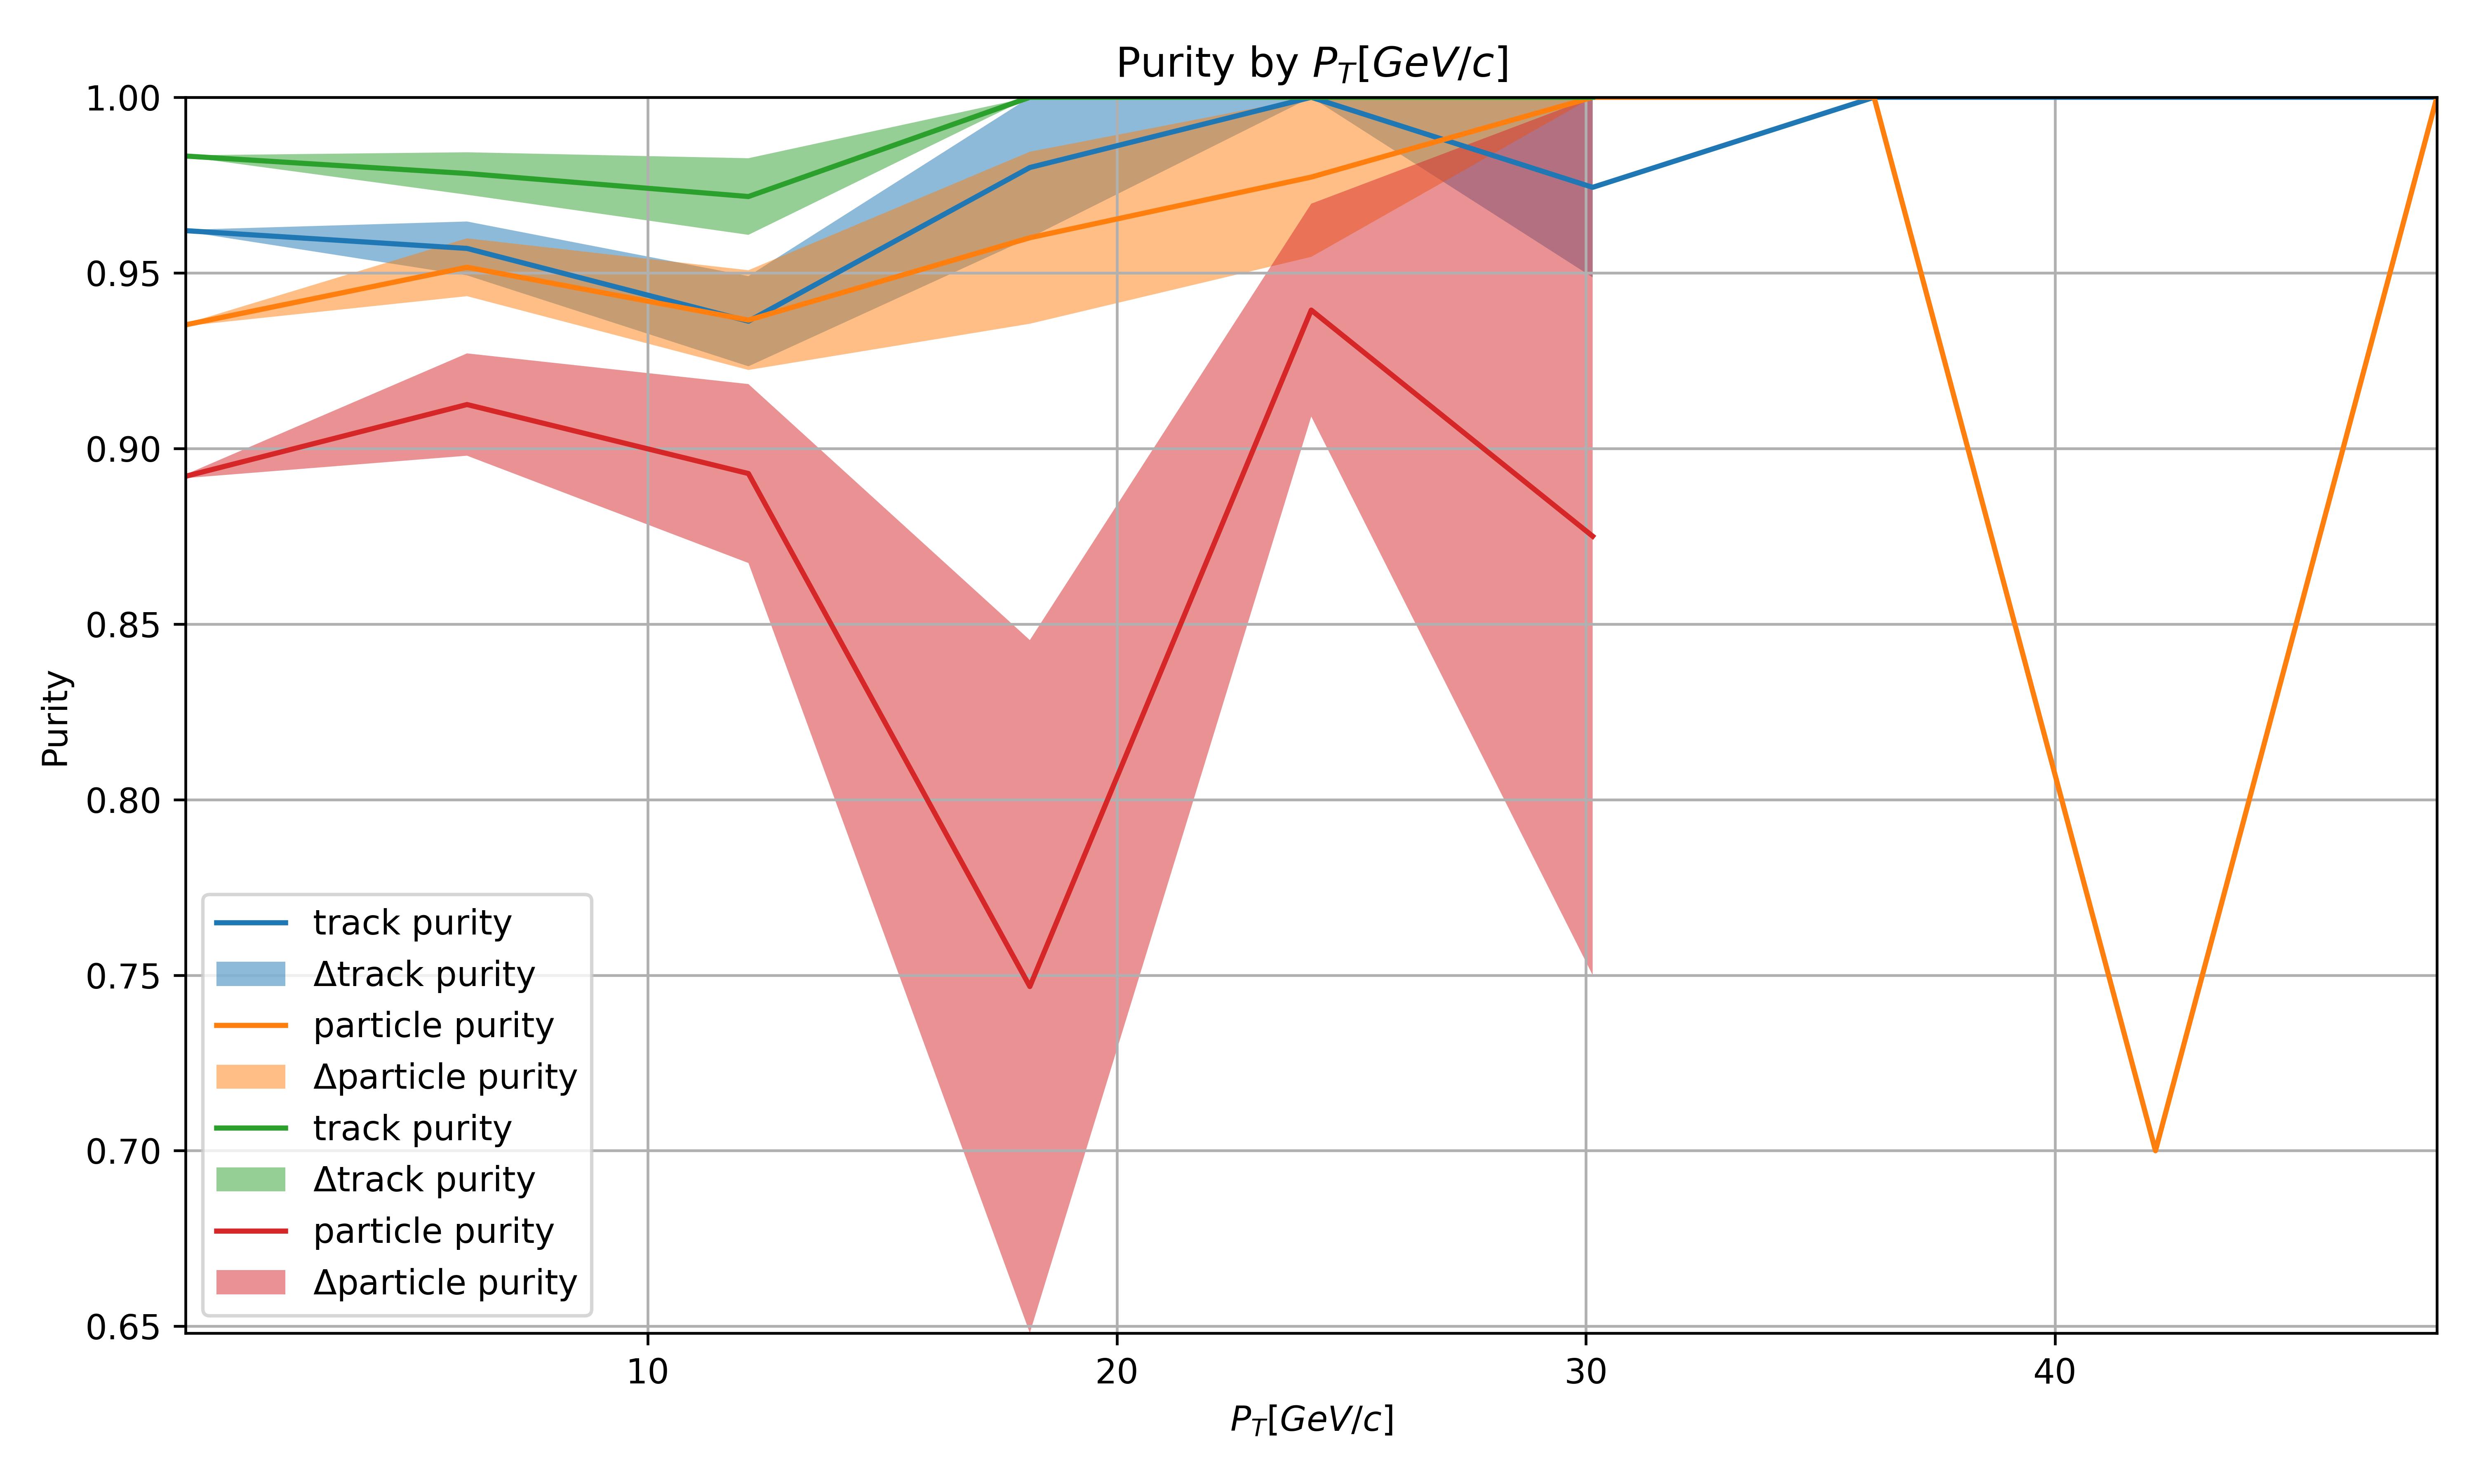 Purity by P_T[GeV/c]
1.00
0.95
0.90
0.85
0.80
0.75
0.70
0.65
Purity
track purity
Δtrack purity
particle purity
Δparticle purity
track purity
Δtrack purity
particle purity
Δparticle purity
10 20 30 40
P_T[GeV/c]